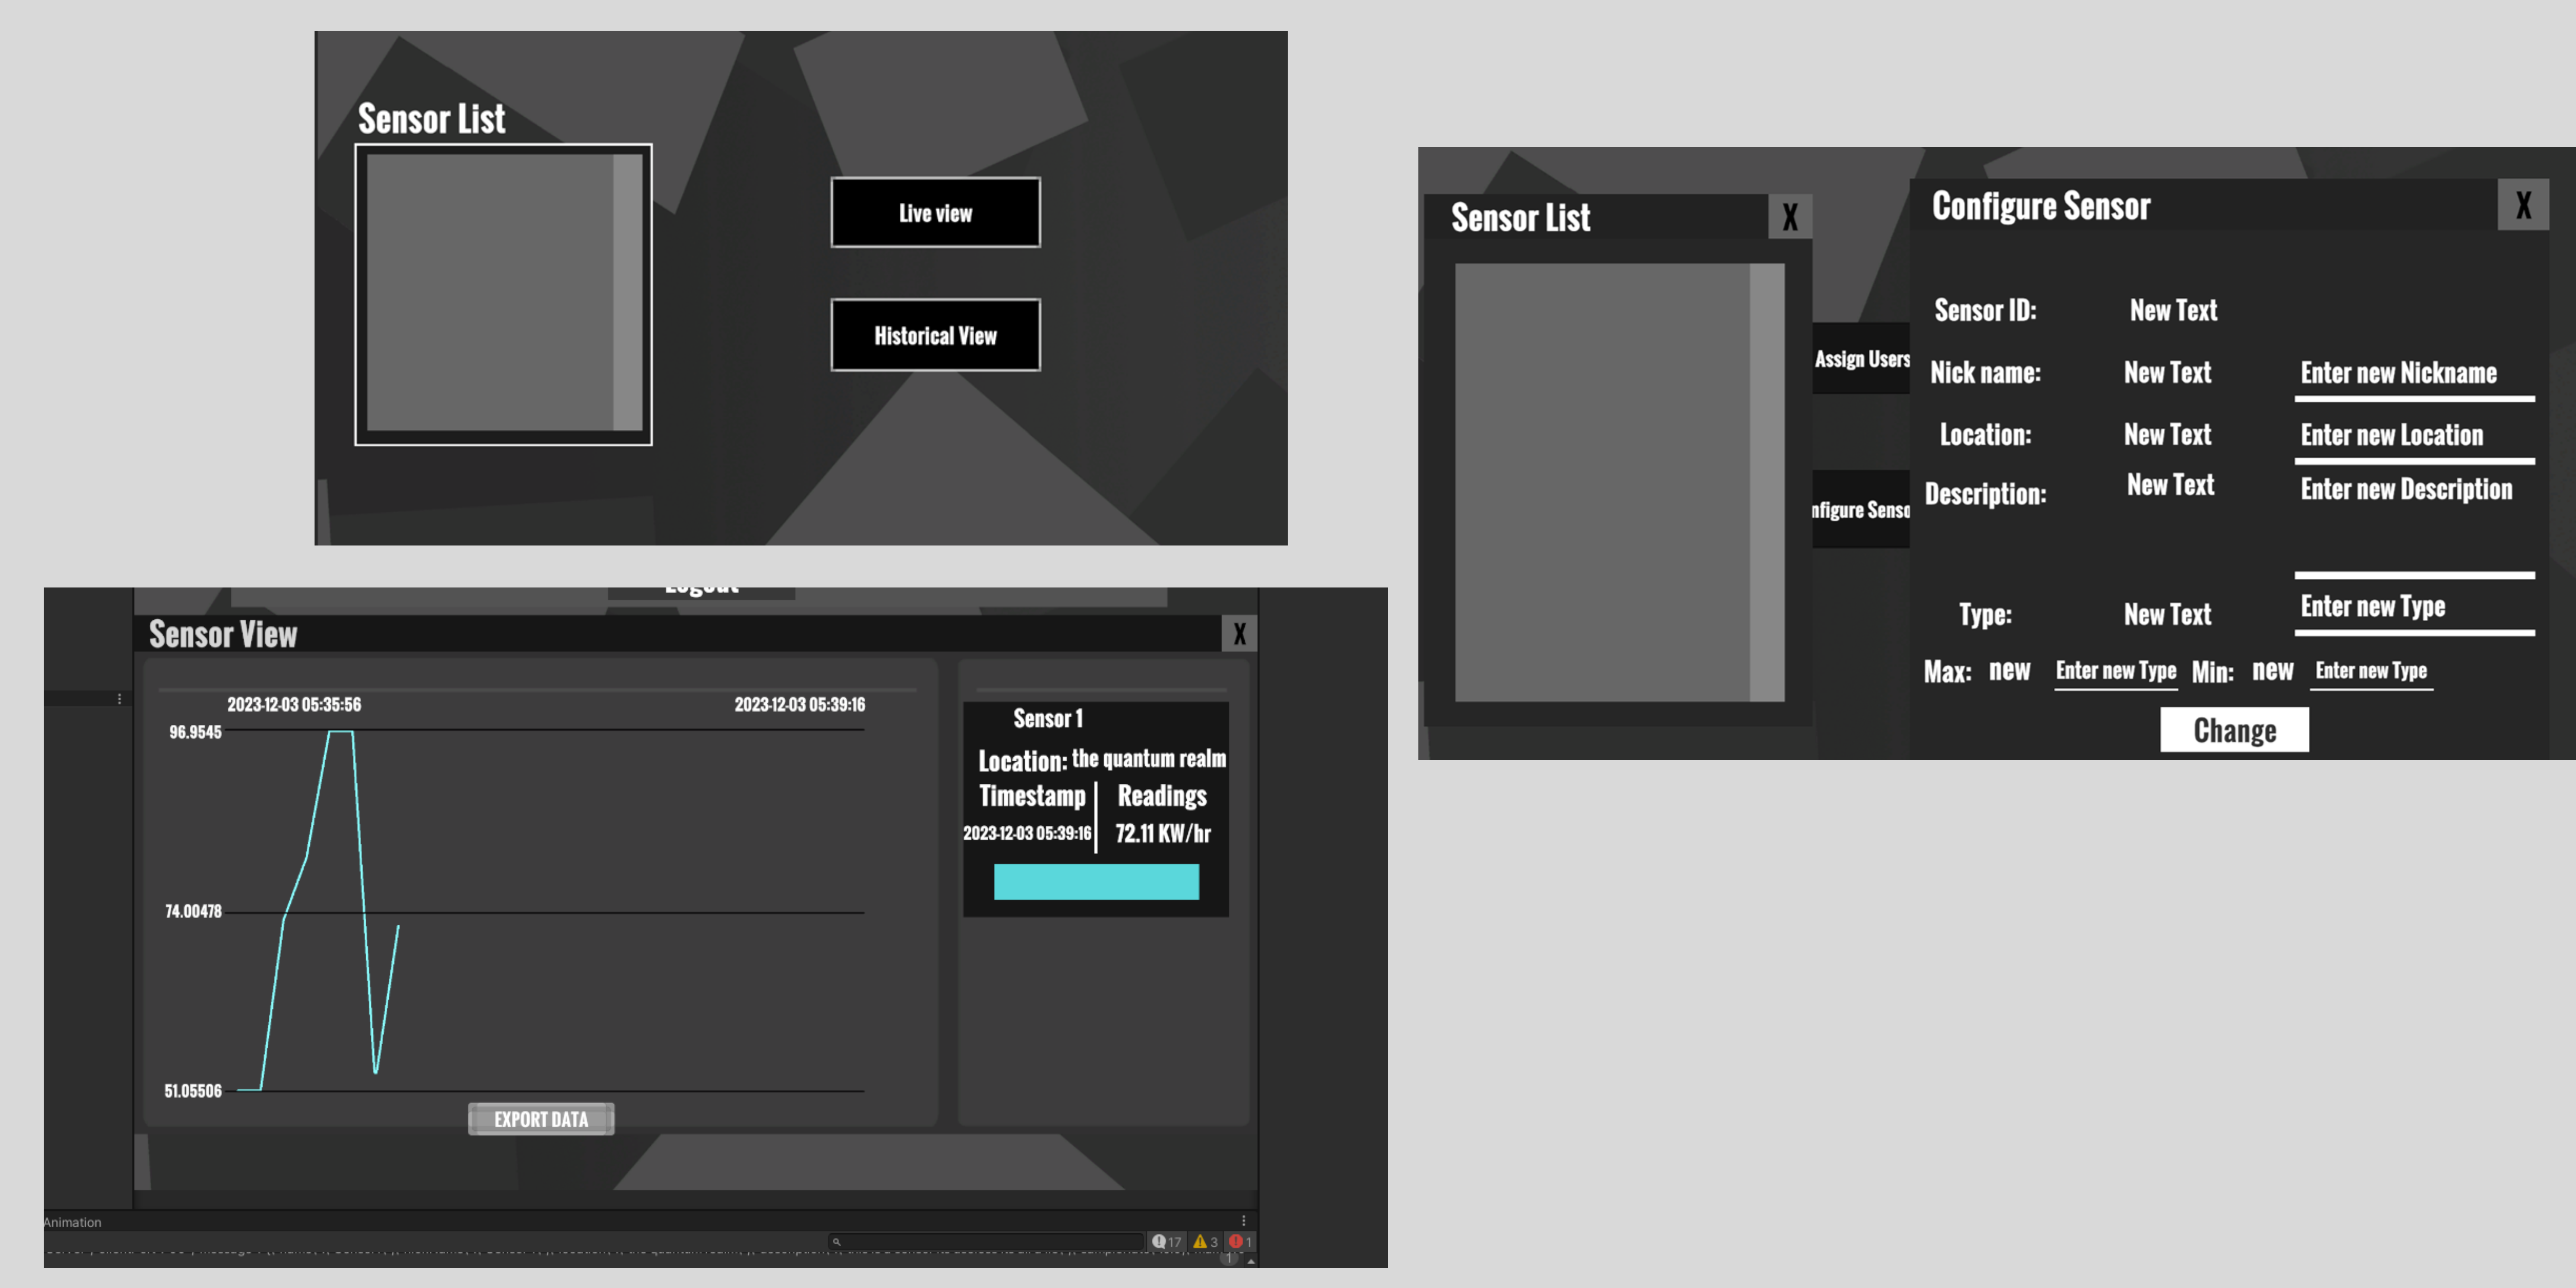 Sensor List
Live view
Historical View
Sensor List
X
Assign Users
nfigure Senso
Configure Sensor
X
Sensor ID: New Text
Nick name: New Text Enter new Nickname
Location: New Text Enter new Location
Description: New Text Enter new Description
Type: New Text Enter new Type
Max: new Enter new Type Min: new Enter new Type
Change
Logout
Sensor View
X
2023-12-03 05:35:56 2023-12-03 05:39:16
96.9545
74.00478
51.05506
EXPORT DATA
Sensor 1
Location: the quantum realm
Timestamp Readings
2023-12-03 05:39:16 72.11 KW/hr
Animation
17 3 1
1